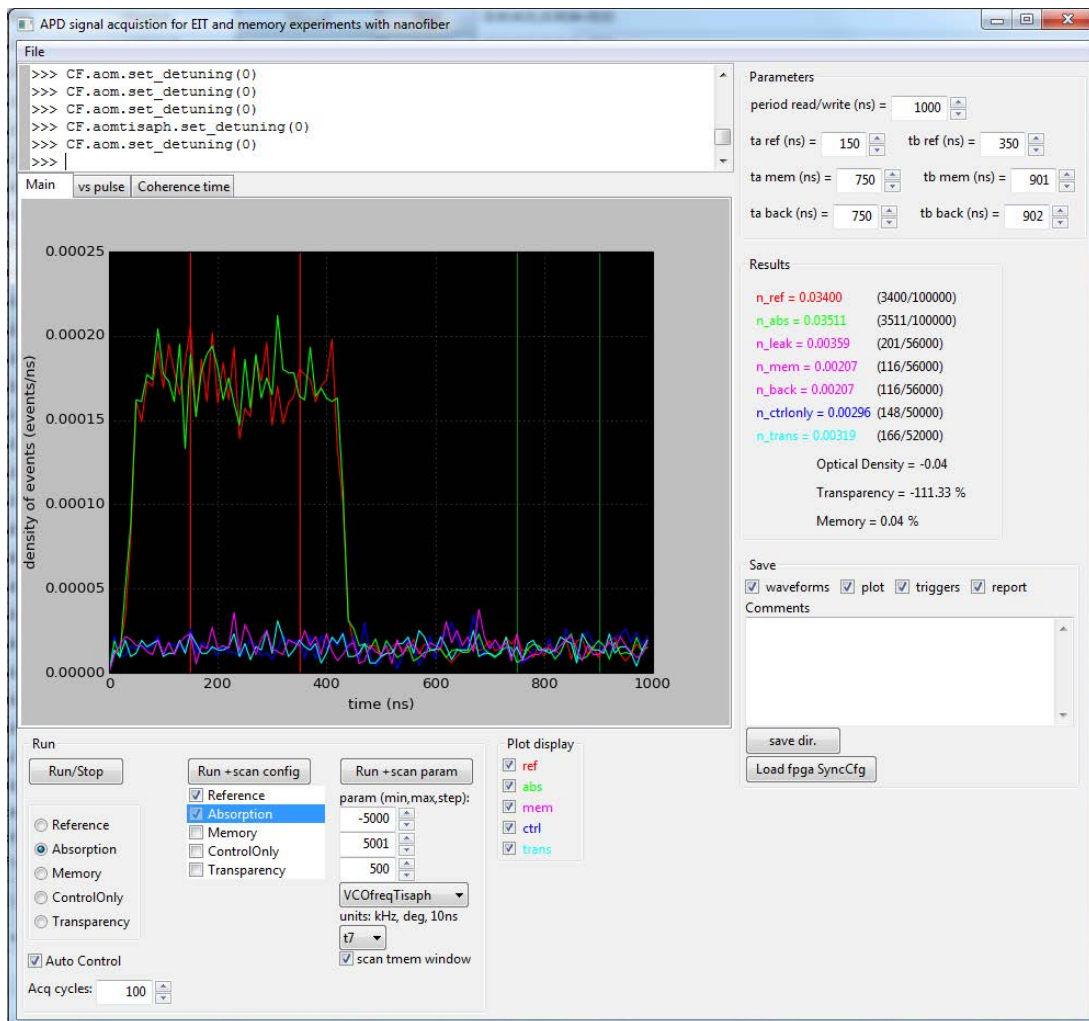 APD signal acquistion for EIT and memory experiments with nanofiber
File
>>> CF.aom.set_detuning(0)
>>> CF.aom.set_detuning(0)
>>> CF.aom.set_detuning(0)
>>> CF.aomtisaph.set_detuning(0)
>>> CF.aom.set_detuning(0)
>>>
Main vs pulse Coherence time
0.00025
0.00020
0.00015
0.00010
0.00005
0.00000
density of events (events/ns)
0 200 400 600 800 1000
time (ns)
Parameters
period read/write (ns) = 1000
ta ref (ns) = 150 tb ref (ns) = 350
ta mem (ns) = 750 tb mem (ns) = 901
ta back (ns) = 750 tb back (ns) = 902
Results
n_ref = 0.03400 (3400/100000)
n_abs = 0.03511 (3511/100000)
n_leak = 0.00359 (201/56000)
n_mem = 0.00207 (116/56000)
n_back = 0.00207 (116/56000)
n_ctrlonly = 0.00296 (148/50000)
n_trans = 0.00319 (166/52000)
Optical Density = -0.04
Transparency = -111.33 %
Memory = 0.04 %
Save
waveforms plot triggers report
Comments
save dir.
Load fpga SyncCfg
Run
Run/Stop
Reference
Absorption
Memory
ControlOnly
Transparency
Auto Control
Acq cycles: 100
Run +scan config
Reference
Absorption
Memory
ControlOnly
Transparency
Run +scan param
param (min,max,step):
-5000
5001
500
VCOfreqTisaph
units: kHz, deg, 10ns
t7
scan tmem window
Plot display
ref
abs
mem
ctrl
trans